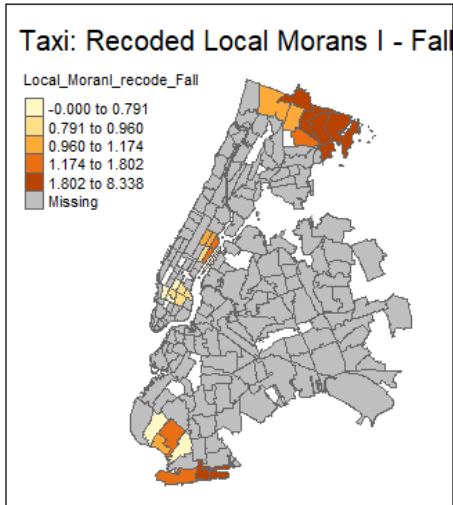 Taxi: Recoded Local Morans I - Fall
Local_MoranI_recode_Fall
-0.000 to 0.791
0.791 to 0.960
0.960 to 1.174
1.174 to 1.802
1.802 to 8.338
Missing